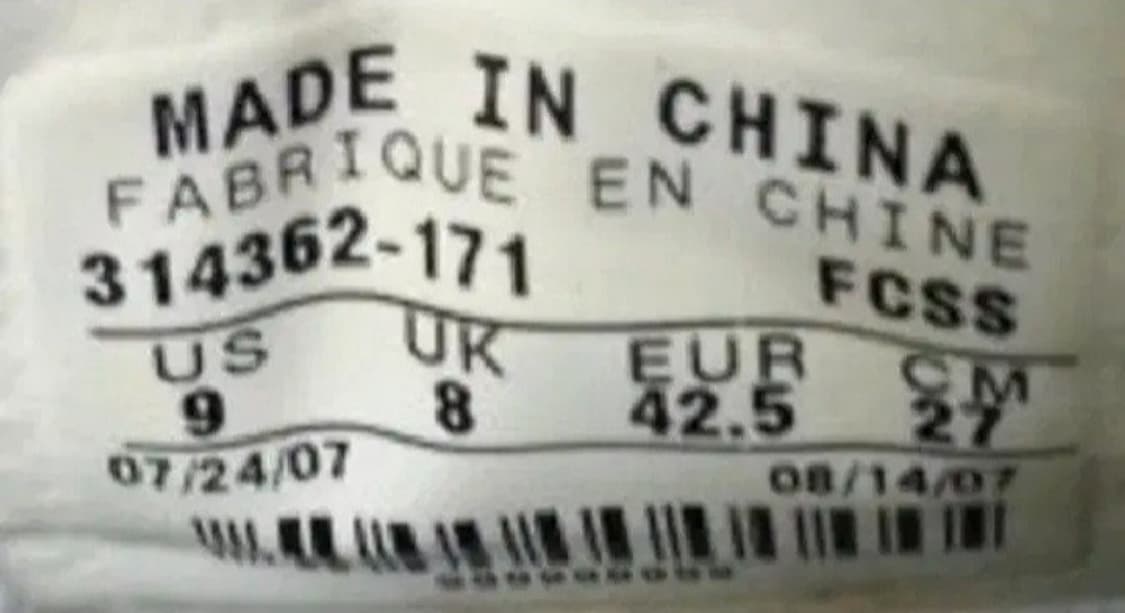 MADE IN CHINA
FABRIQUE EN CHINE
314362-171 FCSS
US UK EUR CM
9 8 42.5 27
07/24/07 08/14/07